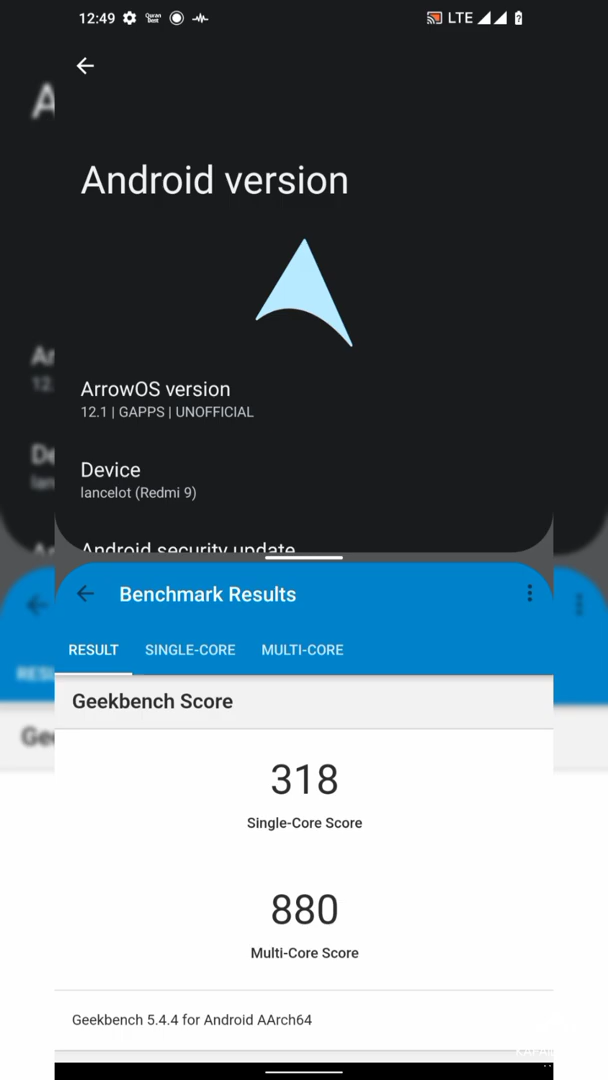 12:49
Quran
Best
LTE
Android version
ArrowOS version
12.1 | GAPPS | UNOFFICIAL
Device
lancelot (Redmi 9)
Android security update
Benchmark Results
RESULT SINGLE-CORE MULTI-CORE
Geekbench Score
318
Single-Core Score
880
Multi-Core Score
Geekbench 5.4.4 for Android AArch64